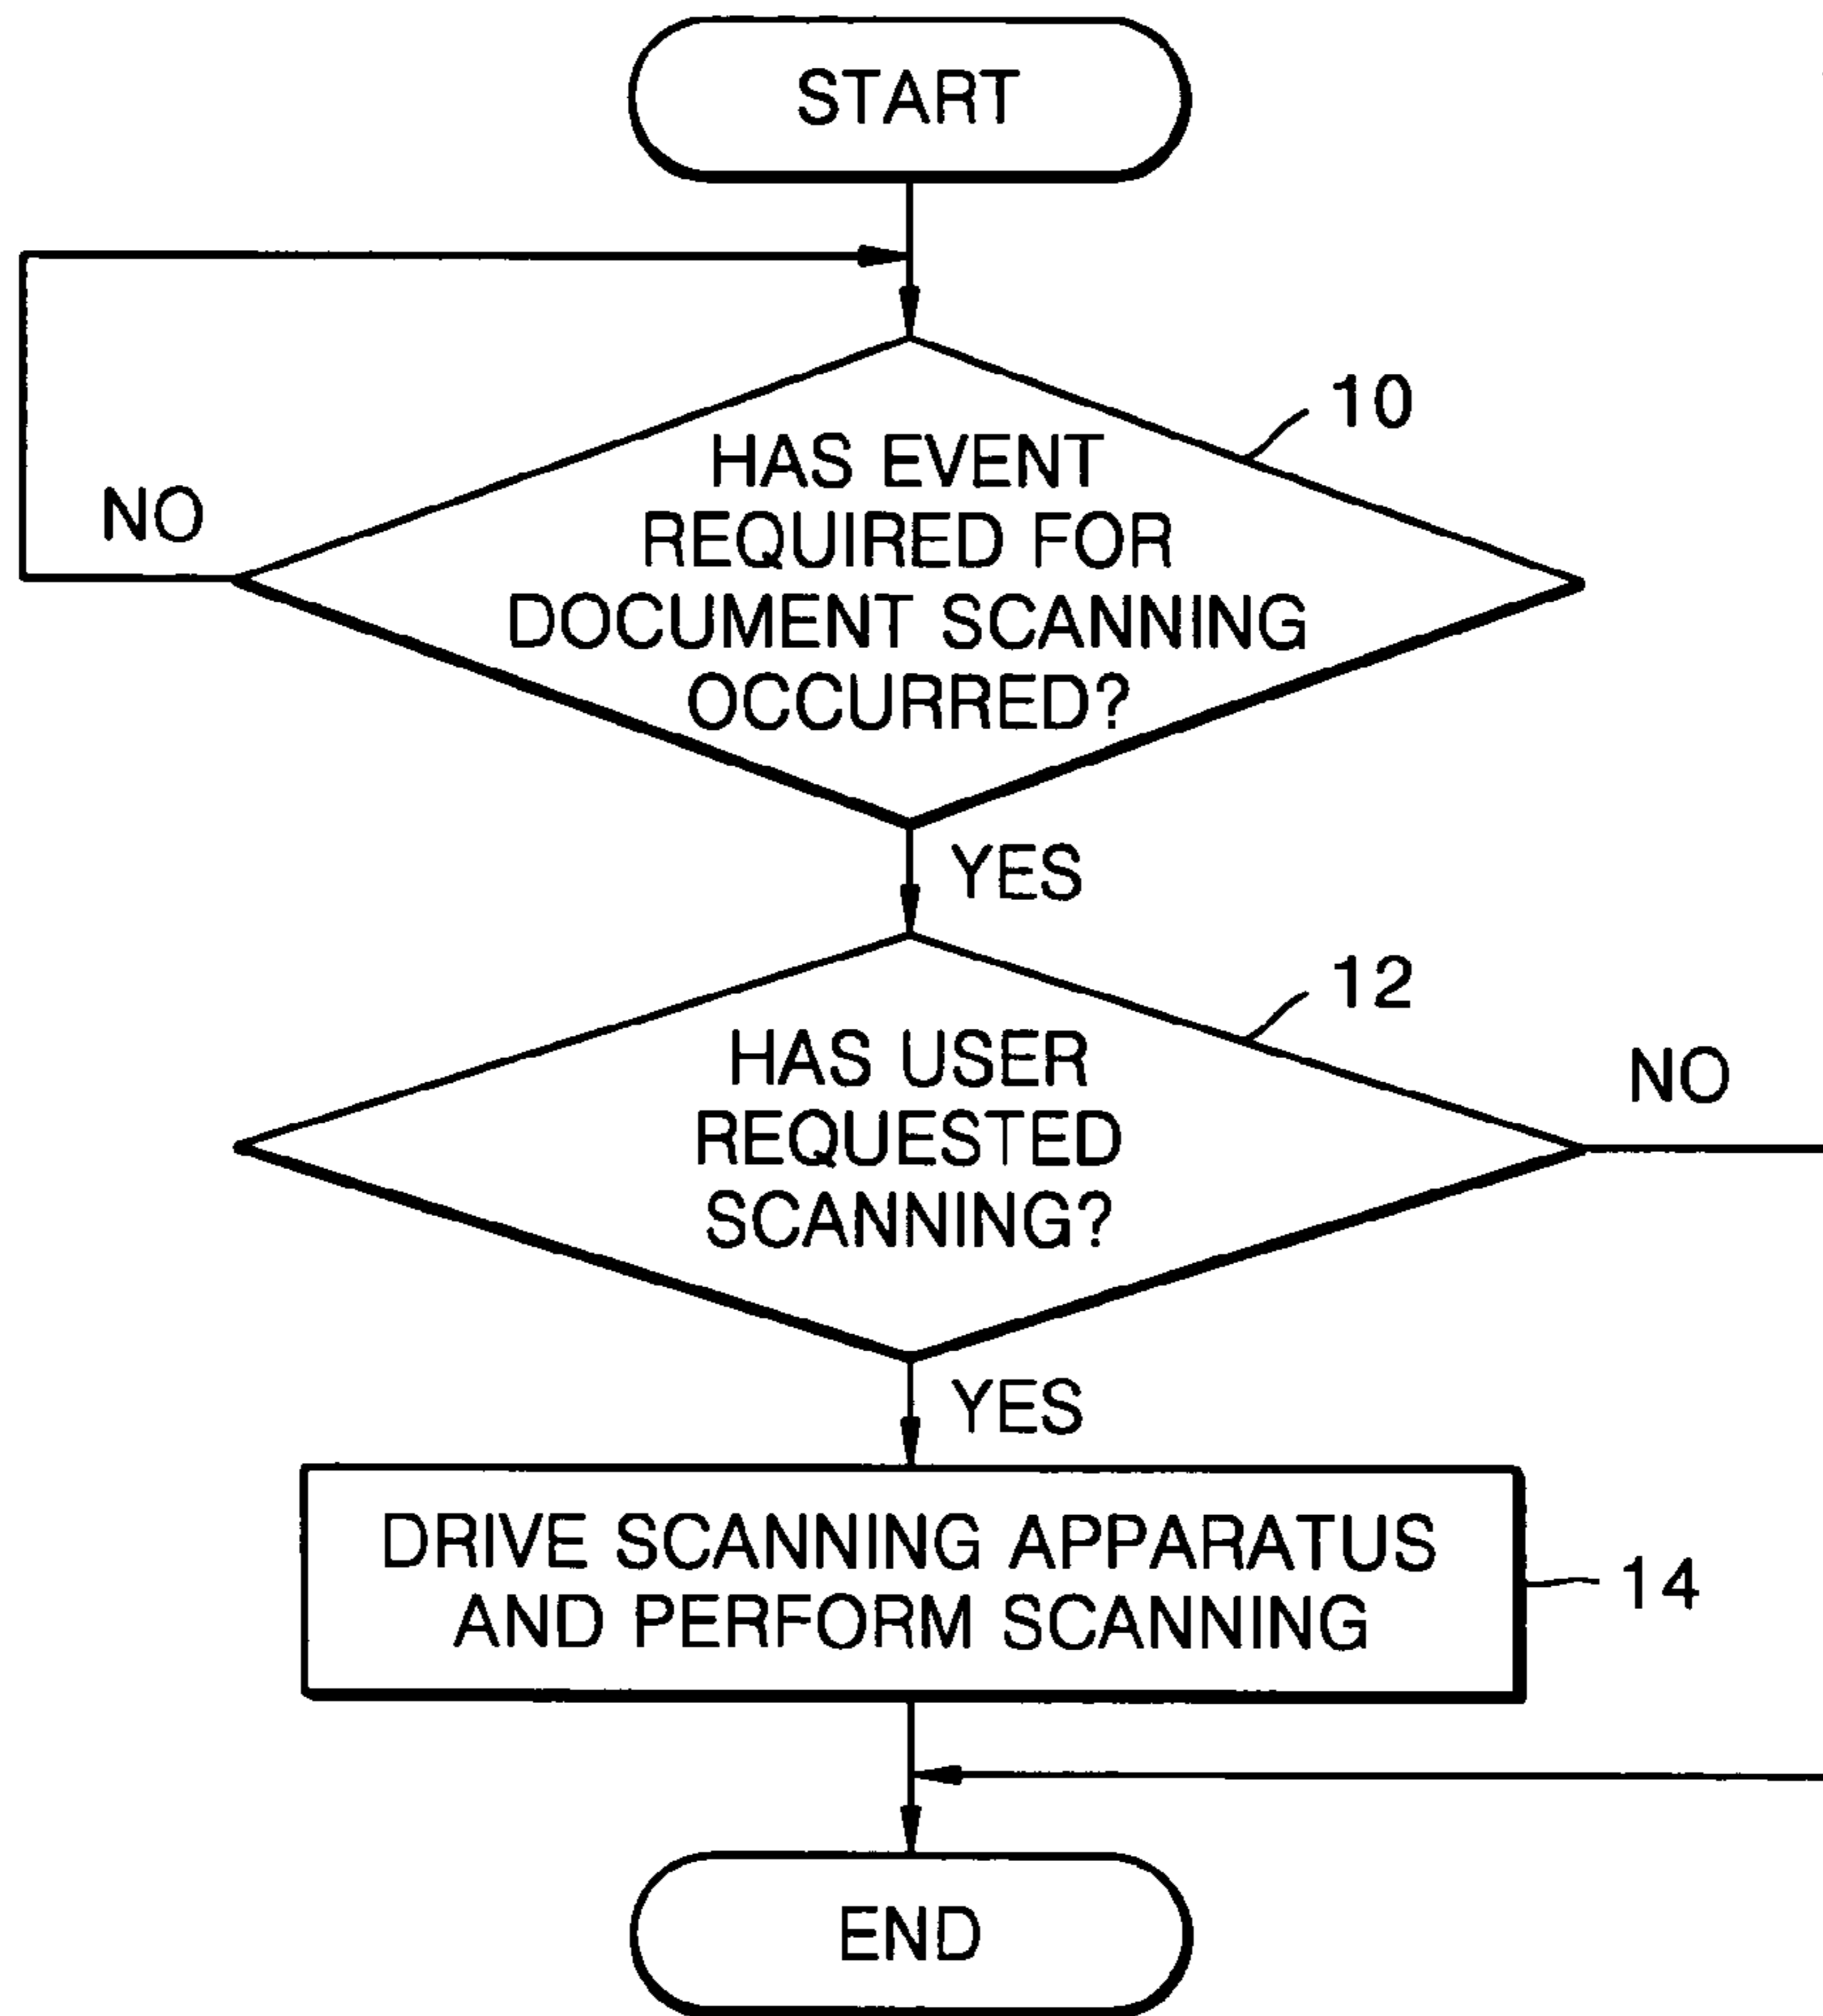 START
10
HAS EVENT
REQUIRED FOR
DOCUMENT SCANNING
OCCURRED?
NO
YES
12
HAS USER
REQUESTED
SCANNING?
NO
YES
DRIVE SCANNING APPARATUS
AND PERFORM SCANNING
14
END